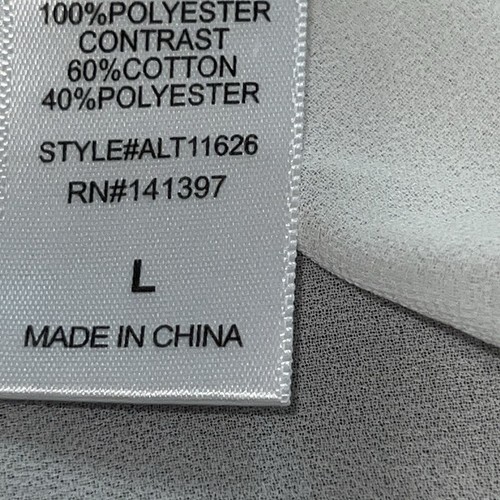 100%POLYESTER
CONTRAST
60%COTTON
40%POLYESTER
STYLE#ALT11626
RN#141397
L
MADE IN CHINA